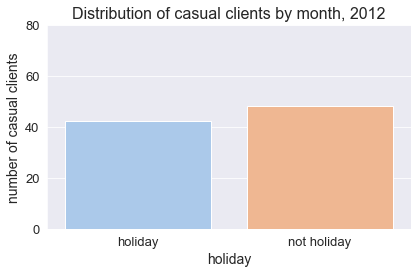 Distribution of casual clients by month, 2012
number of casual clients
80
60
40
20
0
holiday
not holiday
holiday